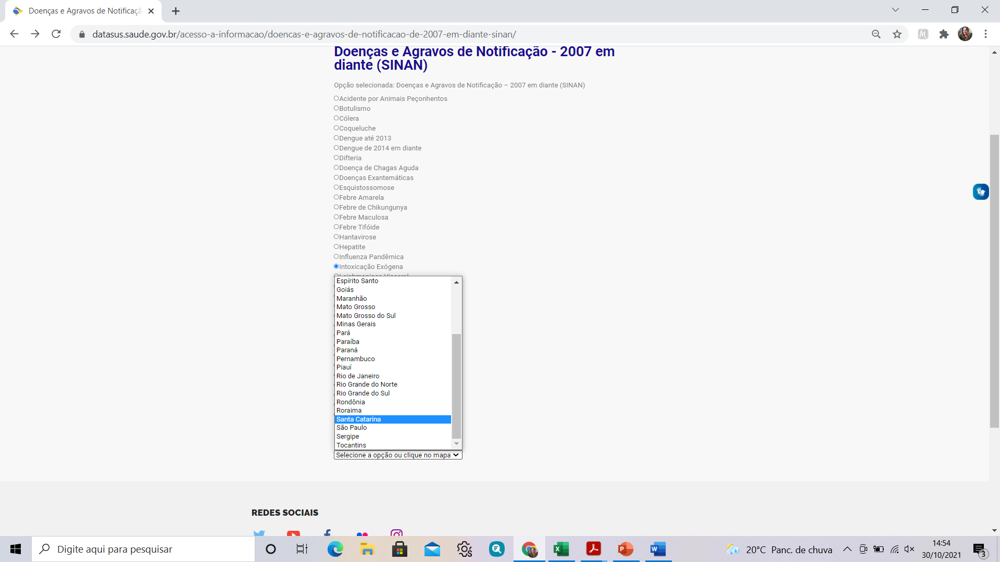 Doenças e Agravos de Notificaçã
datasus.saude.gov.br/acesso-a-informacao/doencas-e-agravos-de-notificacao-de-2007-em-diante-sinan/
Doenças e Agravos de Notificação - 2007 em
diante (SINAN)
Opção selecionada: Doenças e Agravos de Notificação – 2007 em diante (SINAN)
Acidente por Animais Peçonhentos
Botulismo
Cólera
Coqueluche
Dengue até 2013
Dengue de 2014 em diante
Difteria
Doença de Chagas Aguda
Doenças Exantemáticas
Esquistossomose
Febre Amarela
Febre de Chikungunya
Febre Maculosa
Febre Tifóide
Hantavirose
Hepatite
Influenza Pandêmica
Intoxicação Exógena
Espírito Santo
Goiás
Maranhão
Mato Grosso
Mato Grosso do Sul
Minas Gerais
Pará
Paraíba
Paraná
Pernambuco
Piauí
Rio de Janeiro
Rio Grande do Norte
Rio Grande do Sul
Rondônia
Roraima
Santa Catarina
São Paulo
Sergipe
Tocantins
Selecione a opção ou clique no mapa
REDES SOCIAIS
Digite aqui para pesquisar
20°C Panc. de chuva
14:54
30/10/2021
3